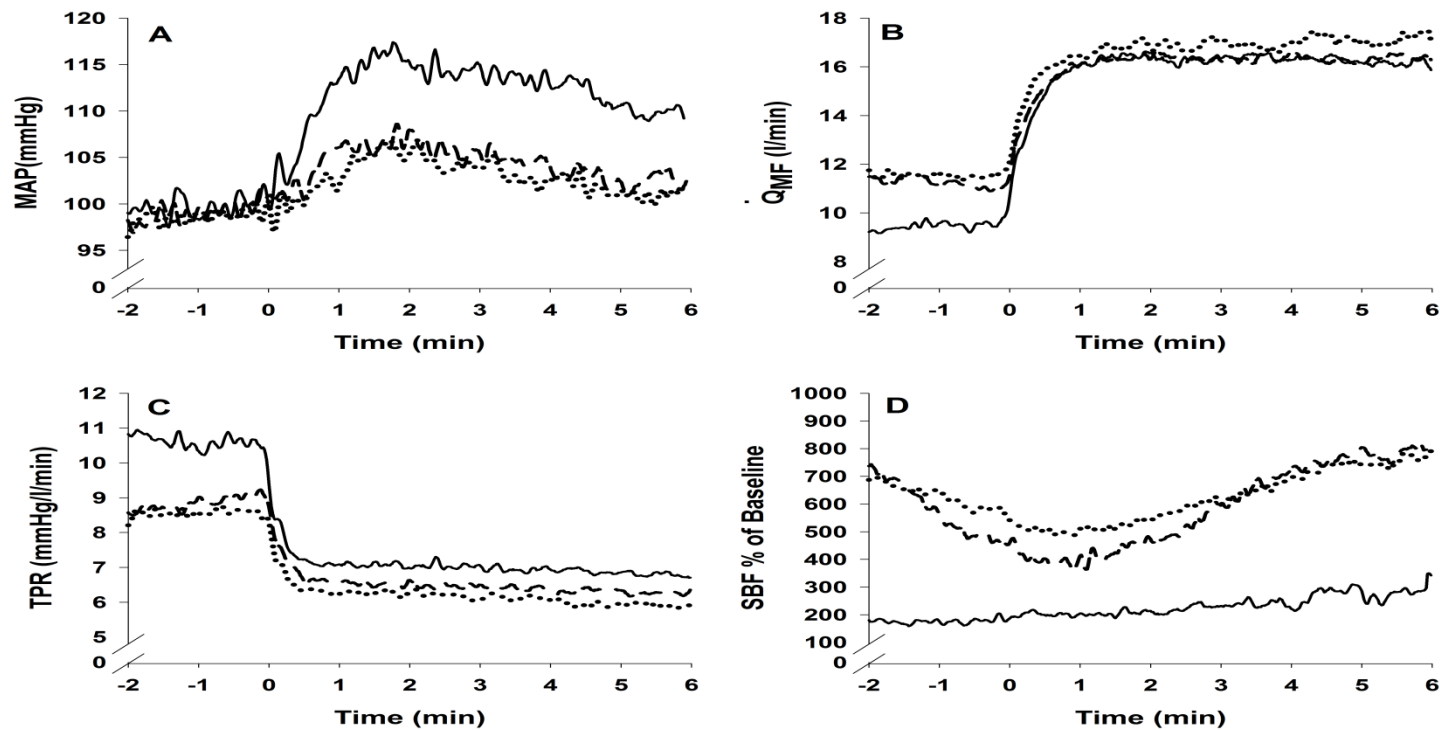 A
MAP(mmHg)
120
115
110
105
100
95
0
-2 -1 0 1 2 3 4 5 6
Time (min)
B
Q̇MF (l/min)
18
16
14
12
10
8
0
-2 -1 0 1 2 3 4 5 6
Time (min)
C
TPR (mmHg/l/min)
12
11
10
9
8
7
6
5
0
-2 -1 0 1 2 3 4 5 6
Time (min)
D
SBF % of Baseline
1000
900
800
700
600
500
400
300
200
100
0
-2 -1 0 1 2 3 4 5 6
Time (min)